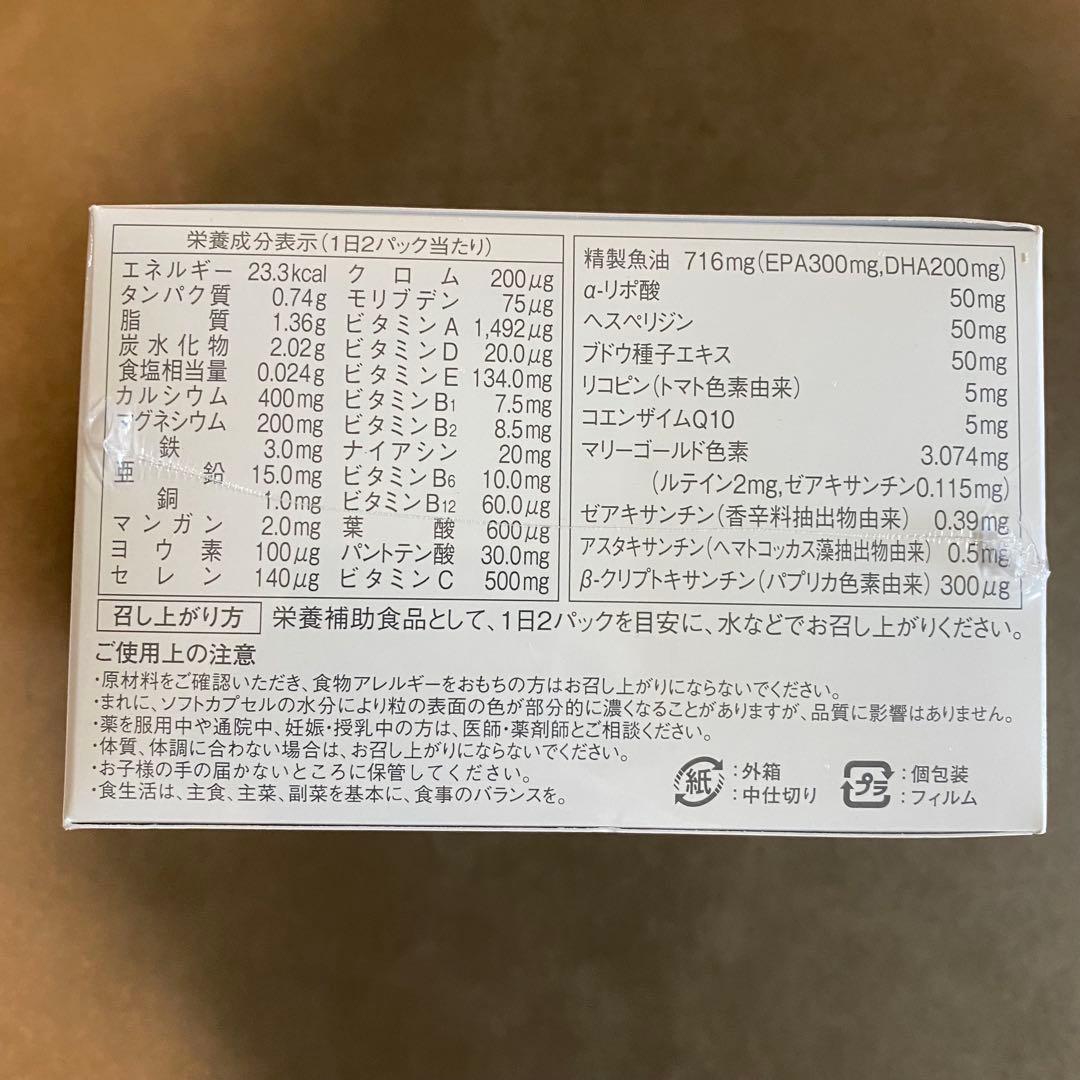 栄養成分表示(1日2パック当たり)
エネルギー 23.3kcal
タンパク質 0.74g
脂質 1.36g
炭水化物 2.02g
食塩相当量 0.024g
カルシウム 400mg
マグネシウム 200mg
鉄 3.0mg
亜鉛 15.0mg
銅 1.0mg
マンガン 2.0mg
ヨウ素 100μg
セレン 140μg
クロム 200μg
モリブデン 75μg
ビタミンA 1,492μg
ビタミンD 20.0μg
ビタミンE 134.0mg
ビタミンB1 7.5mg
ビタミンB2 8.5mg
ナイアシン 20mg
ビタミンB6 10.0mg
ビタミンB12 60.0μg
葉酸 600μg
パントテン酸 30.0mg
ビタミンC 500mg
精製魚油 716mg(EPA300mg,DHA200mg)
α-リポ酸 50mg
ヘスペリジン 50mg
ブドウ種子エキス 50mg
リコピン(トマト色素由来) 5mg
コエンザイムQ10 5mg
マリーゴールド色素 3.074mg
(ルテイン2mg,ゼアキサンチン0.115mg)
ゼアキサンチン(香辛料抽出物由来) 0.39mg
アスタキサンチン(ヘマトコッカス藻抽出物由来) 0.5mg
β-クリプトキサンチン(パプリカ色素由来) 300μg
召し上がり方 栄養補助食品として、1日2パックを目安に、水などでお召し上がりください。
ご使用上の注意
・原材料をご確認いただき、食物アレルギーをおもちの方はお召し上がりにならないでください。
・まれに、ソフトカプセルの水分により粒の表面の色が部分的に濃くなることがありますが、品質に影響はありません。
・薬を服用中や通院中、妊娠・授乳中の方は、医師・薬剤師とご相談ください。
・体質、体調に合わない場合は、お召し上がりにならないでください。
・お子様の手の届かないところに保管してください。
・食生活は、主食、主菜、副菜を基本に、食事のバランスを。
紙 :外箱
:中仕切り
プラ :個包装
:フィルム